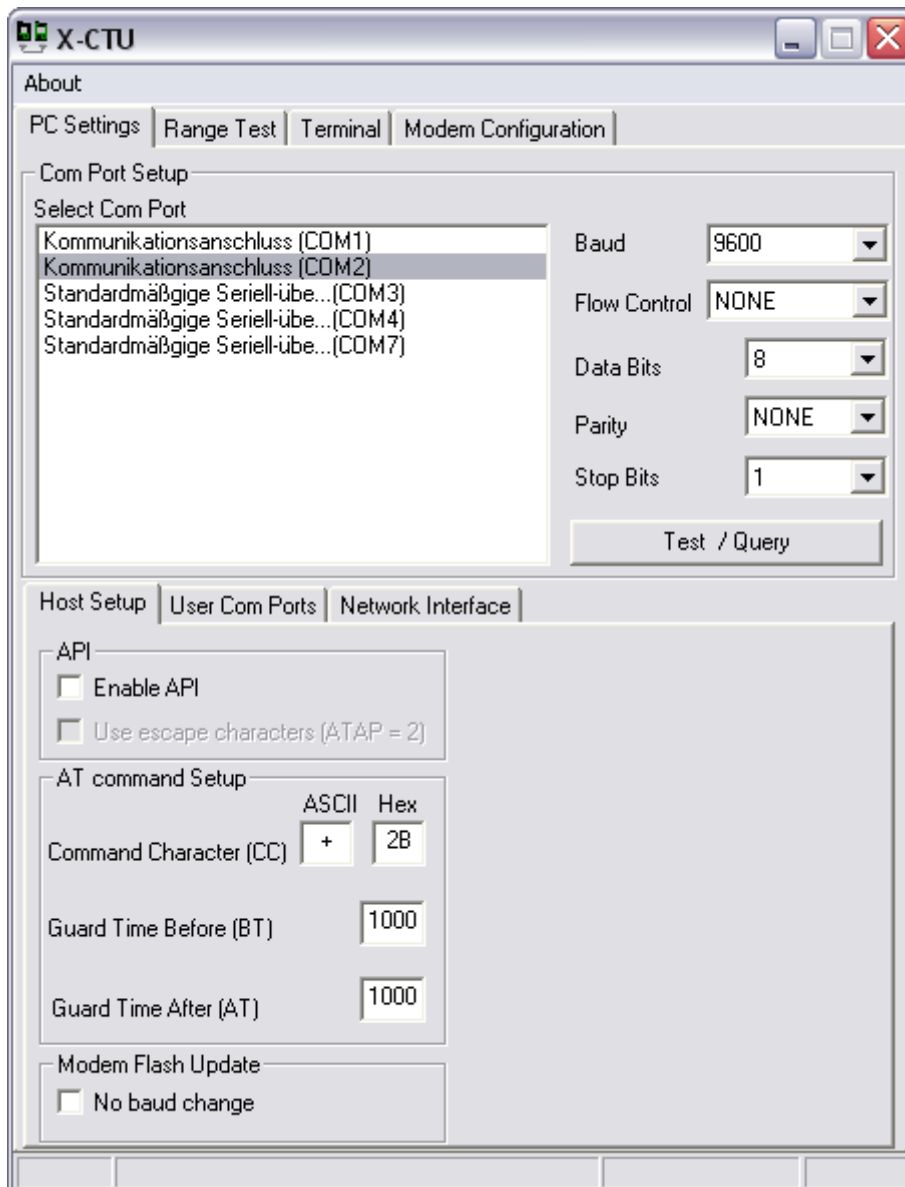 X-CTU
About
PC Settings Range Test Terminal Modem Configuration
Com Port Setup
Select Com Port
Kommunikationsanschluss (COM1)
Kommunikationsanschluss (COM2)
Standardmäßgige Seriell-übe...(COM3)
Standardmäßgige Seriell-übe...(COM4)
Standardmäßgige Seriell-übe...(COM7)
Baud 9600
Flow Control NONE
Data Bits 8
Parity NONE
Stop Bits 1
Test / Query
Host Setup User Com Ports Network Interface
API
Enable API
Use escape characters (ATAP = 2)
AT command Setup
ASCII Hex
Command Character (CC) + 2B
Guard Time Before (BT) 1000
Guard Time After (AT) 1000
Modem Flash Update
No baud change